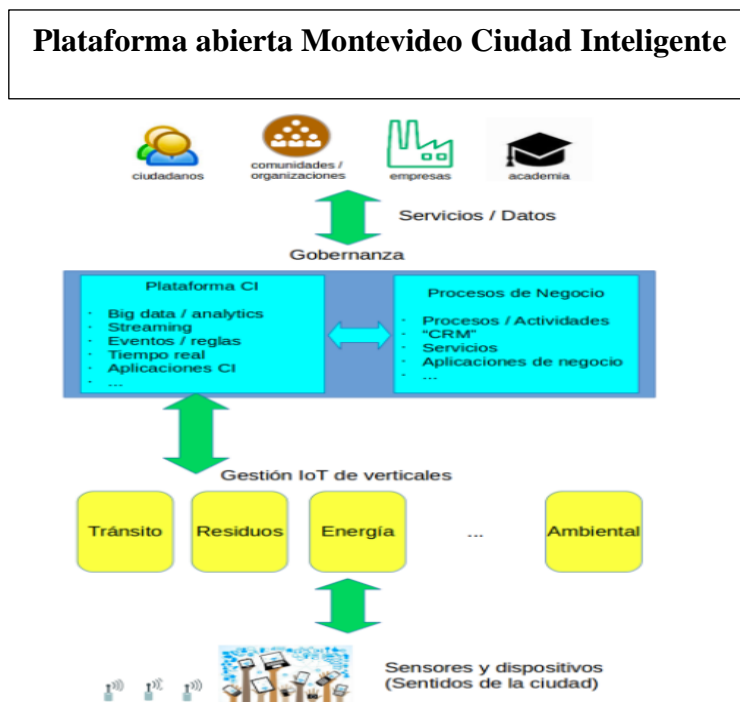 Plataforma abierta Montevideo Ciudad Inteligente
ciudadanos
comunidades /
organizaciones
empresas
academia
Servicios / Datos
Gobernanza
Plataforma CI
· Big data / analytics
· Streaming
· Eventos / reglas
· Tiempo real
· Aplicaciones CI
· ...
Procesos de Negocio
· Procesos / Actividades
· "CRM"
· Servicios
· Aplicaciones de negocio
· ...
Gestión IoT de verticales
Tránsito
Residuos
Energía
...
Ambiental
Sensores y dispositivos
(Sentidos de la ciudad)